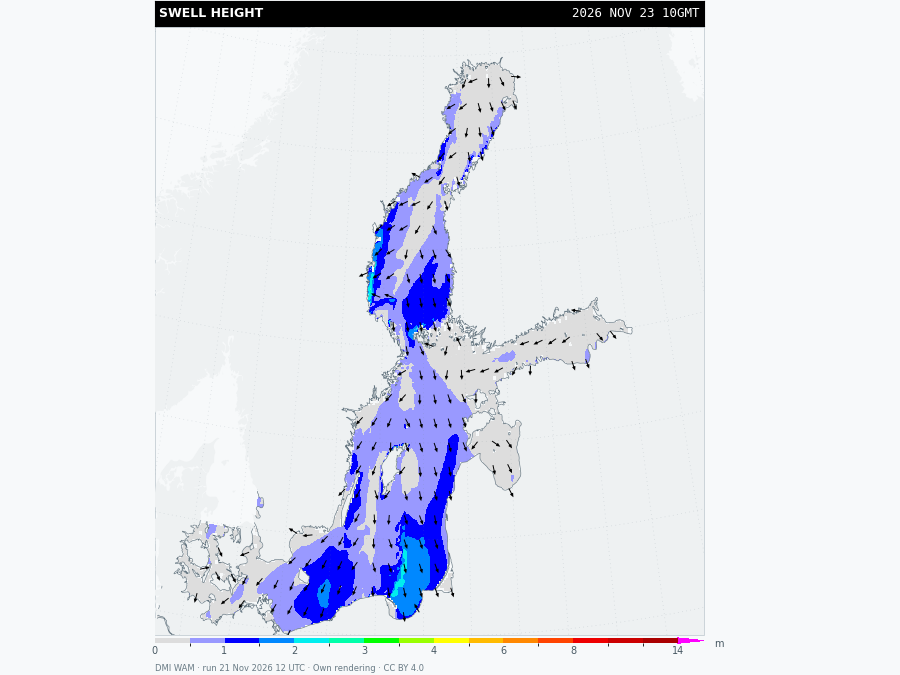 SWELL HEIGHT 2026 NOV 23 10GMT
0 1 2 3 4 6 8 14 m
DMI WAM · run 21 Nov 2026 12 UTC · Own rendering · CC BY 4.0